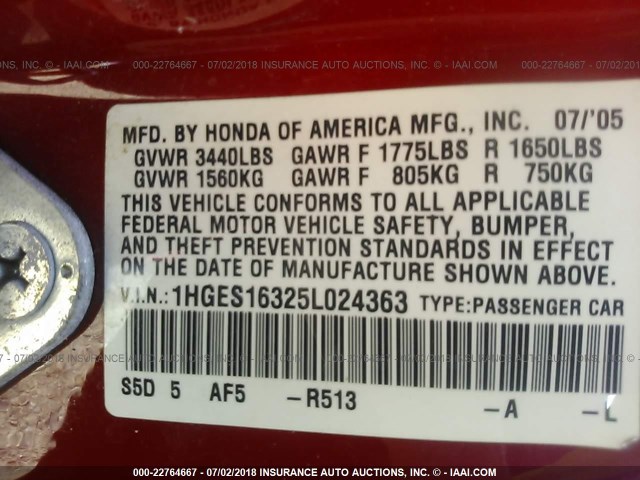 000-22764667 - 07/02/2018 INSURANCE AUTO AUCTIONS, INC. - © IAAI.COM
MFD. BY HONDA OF AMERICA MFG., INC. 07/'05
GVWR 3440LBS GAWR F 1775LBS R 1650LBS
GVWR 1560KG GAWR F 805KG R 750KG
THIS VEHICLE CONFORMS TO ALL APPLICABLE
FEDERAL MOTOR VEHICLE SAFETY, BUMPER,
AND THEFT PREVENTION STANDARDS IN EFFECT
ON THE DATE OF MANUFACTURE SHOWN ABOVE.
V.I.N.:1HGES16325L024363 TYPE:PASSENGER CAR
S5D 5 AF5 -R513 -A -L
000-22764667 - 07/02/2018 INSURANCE AUTO AUCTIONS, INC. - © IAAI.COM